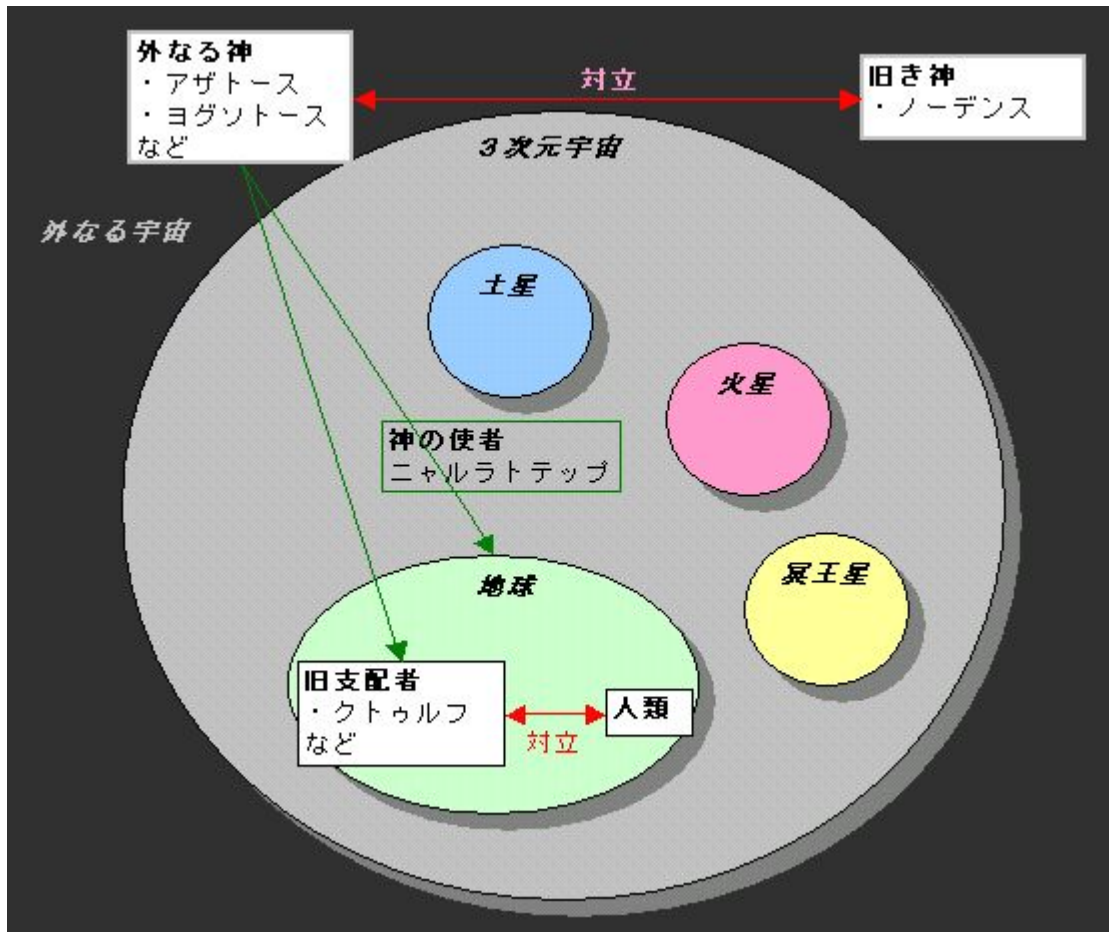 外なる神
・アザトース
・ヨグソトース
など
対立
旧き神
・ノーデンス
３次元宇宙
外なる宇宙
土星
火星
神の使者
ニャルラトテップ
冥王星
地球
旧支配者
・クトゥルフ
など
対立
人類